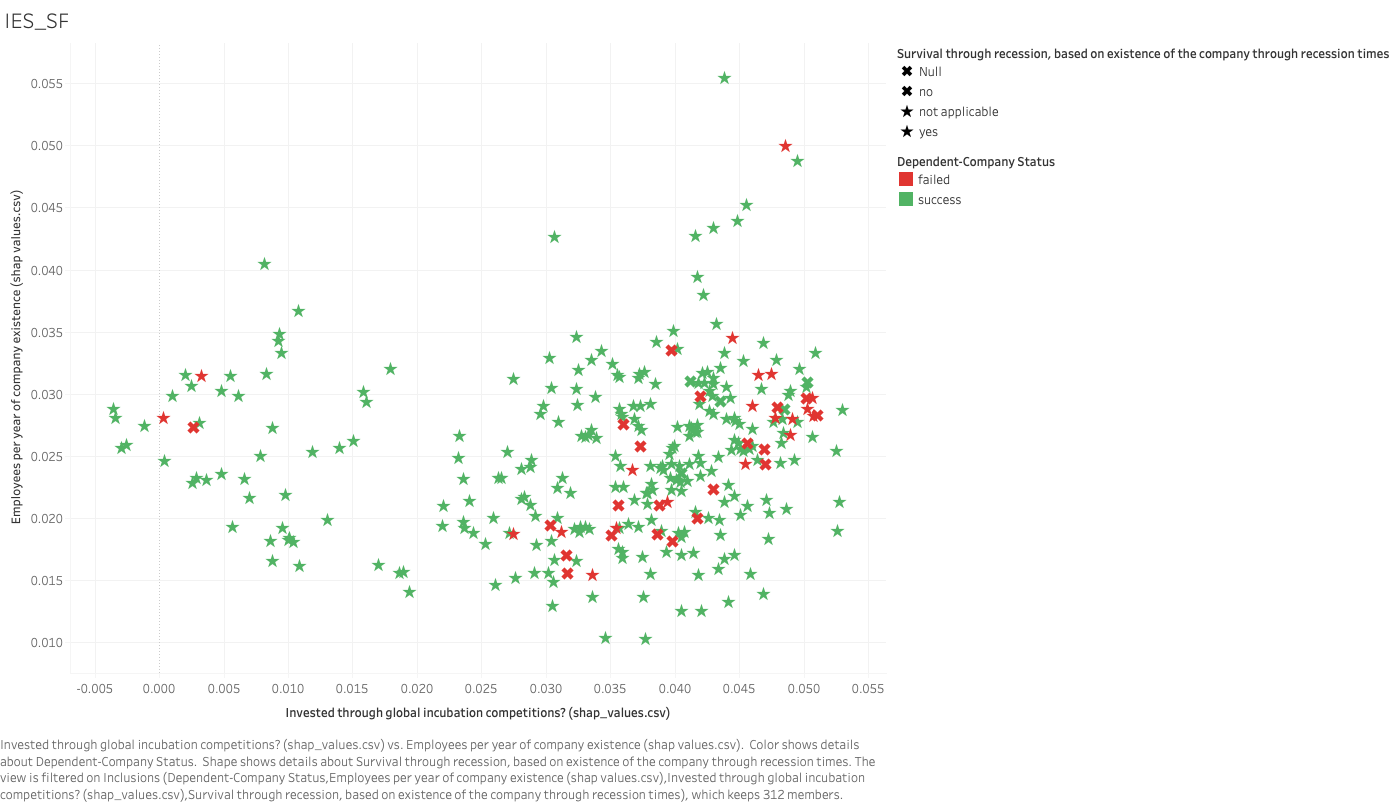 IES_SF
Survival through recession, based on existence of the company through recession times
Null
no
not applicable
yes
Dependent-Company Status
failed
success
Employees per year of company existence (shap values.csv)
0.055
0.050
0.045
0.040
0.035
0.030
0.025
0.020
0.015
0.010
-0.005 0.000 0.005 0.010 0.015 0.020 0.025 0.030 0.035 0.040 0.045 0.050 0.055
Invested through global incubation competitions? (shap_values.csv)
Invested through global incubation competitions? (shap_values.csv) vs. Employees per year of company existence (shap values.csv). Color shows details
about Dependent-Company Status. Shape shows details about Survival through recession, based on existence of the company through recession times. The
view is filtered on Inclusions (Dependent-Company Status,Employees per year of company existence (shap values.csv),Invested through global incubation
competitions? (shap_values.csv),Survival through recession, based on existence of the company through recession times), which keeps 312 members.